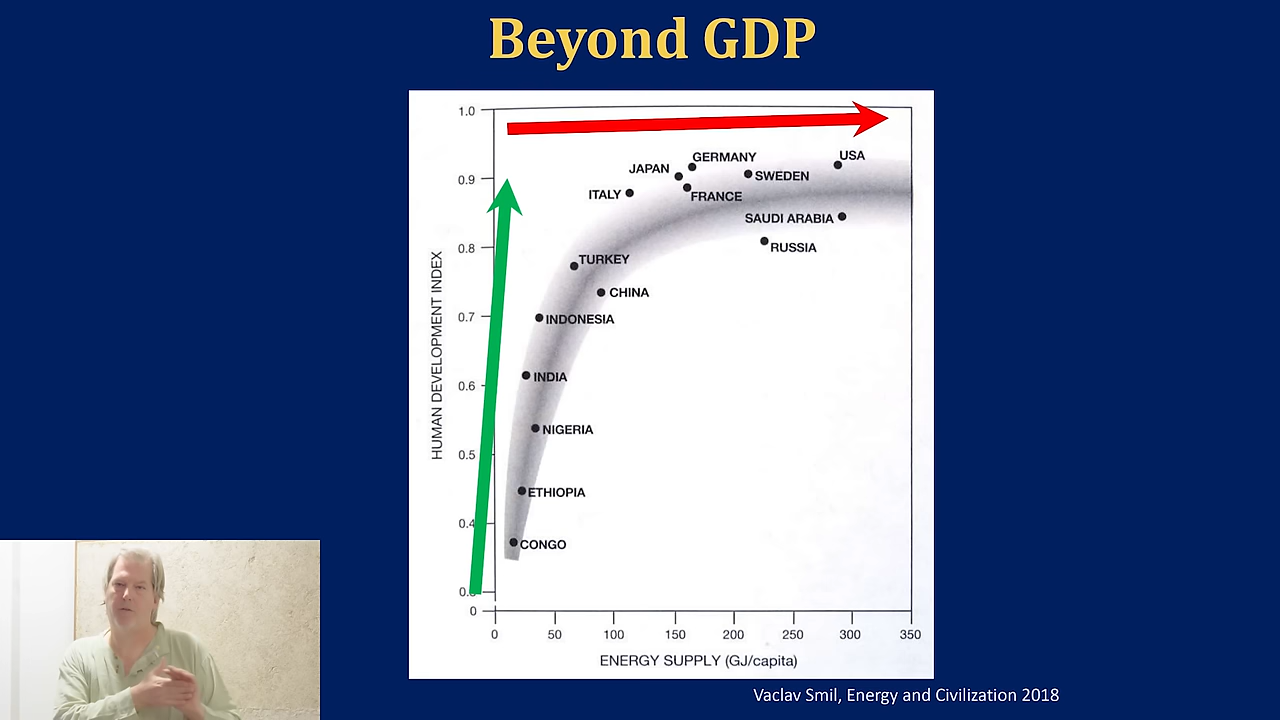 Beyond GDP
1.0
GERMANY
USA
JAPAN
0.9
SWEDEN
ITALY
FRANCE
SAUDI ARABIA
0.8
RUSSIA
TURKEY
CHINA
HUMAN DEVELOPMENT INDEX
0.7
INDONESIA
0.6
INDIA
NIGERIA
0.5
ETHIOPIA
0.4
CONGO
0
0 50 100 150 200 250 300 350
ENERGY SUPPLY (GJ/capita)
Vaclav Smil, Energy and Civilization 2018